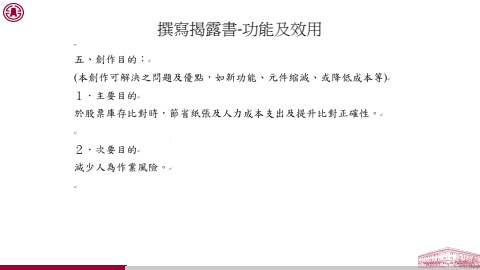 撰寫揭露書-功能及效用
五、創作目的：
(本創作可解決之問題及優點，如新功能、元件縮減、或降低成本等)
１．主要目的
於股票庫存比對時，節省紙張及人力成本支出及提升比對正確性。
２．次要目的
減少人為作業風險。